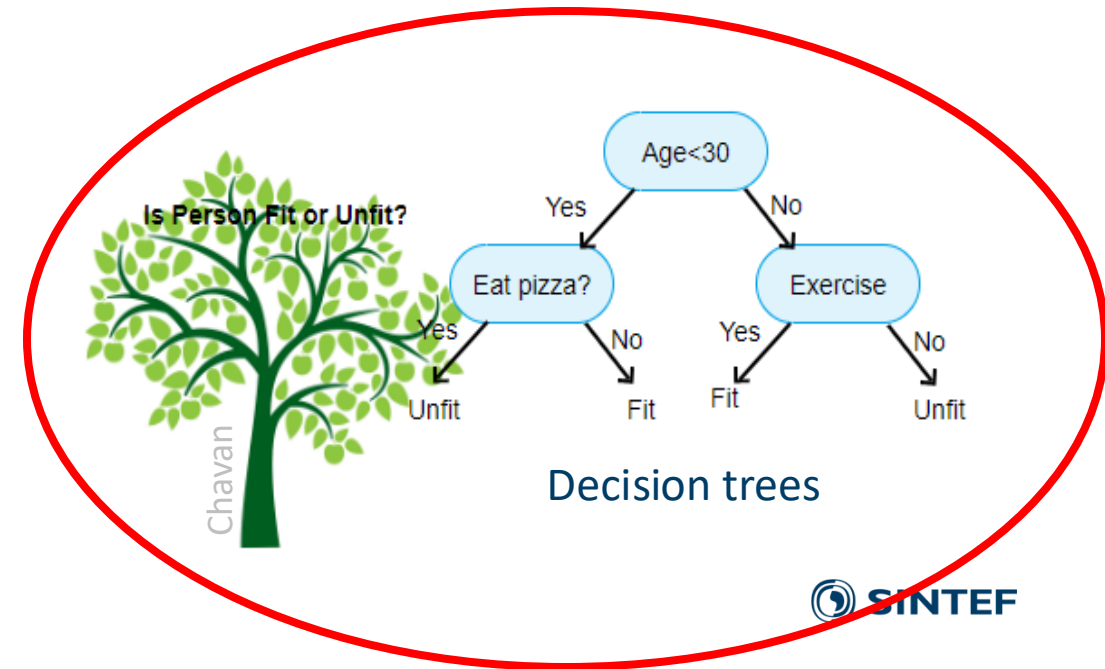 Is Person Fit or Unfit?
Age<30
Yes
No
Eat pizza?
Exercise
Yes
No
Yes
No
Unfit
Fit
Fit
Unfit
Chavan
Decision trees
SINTEF